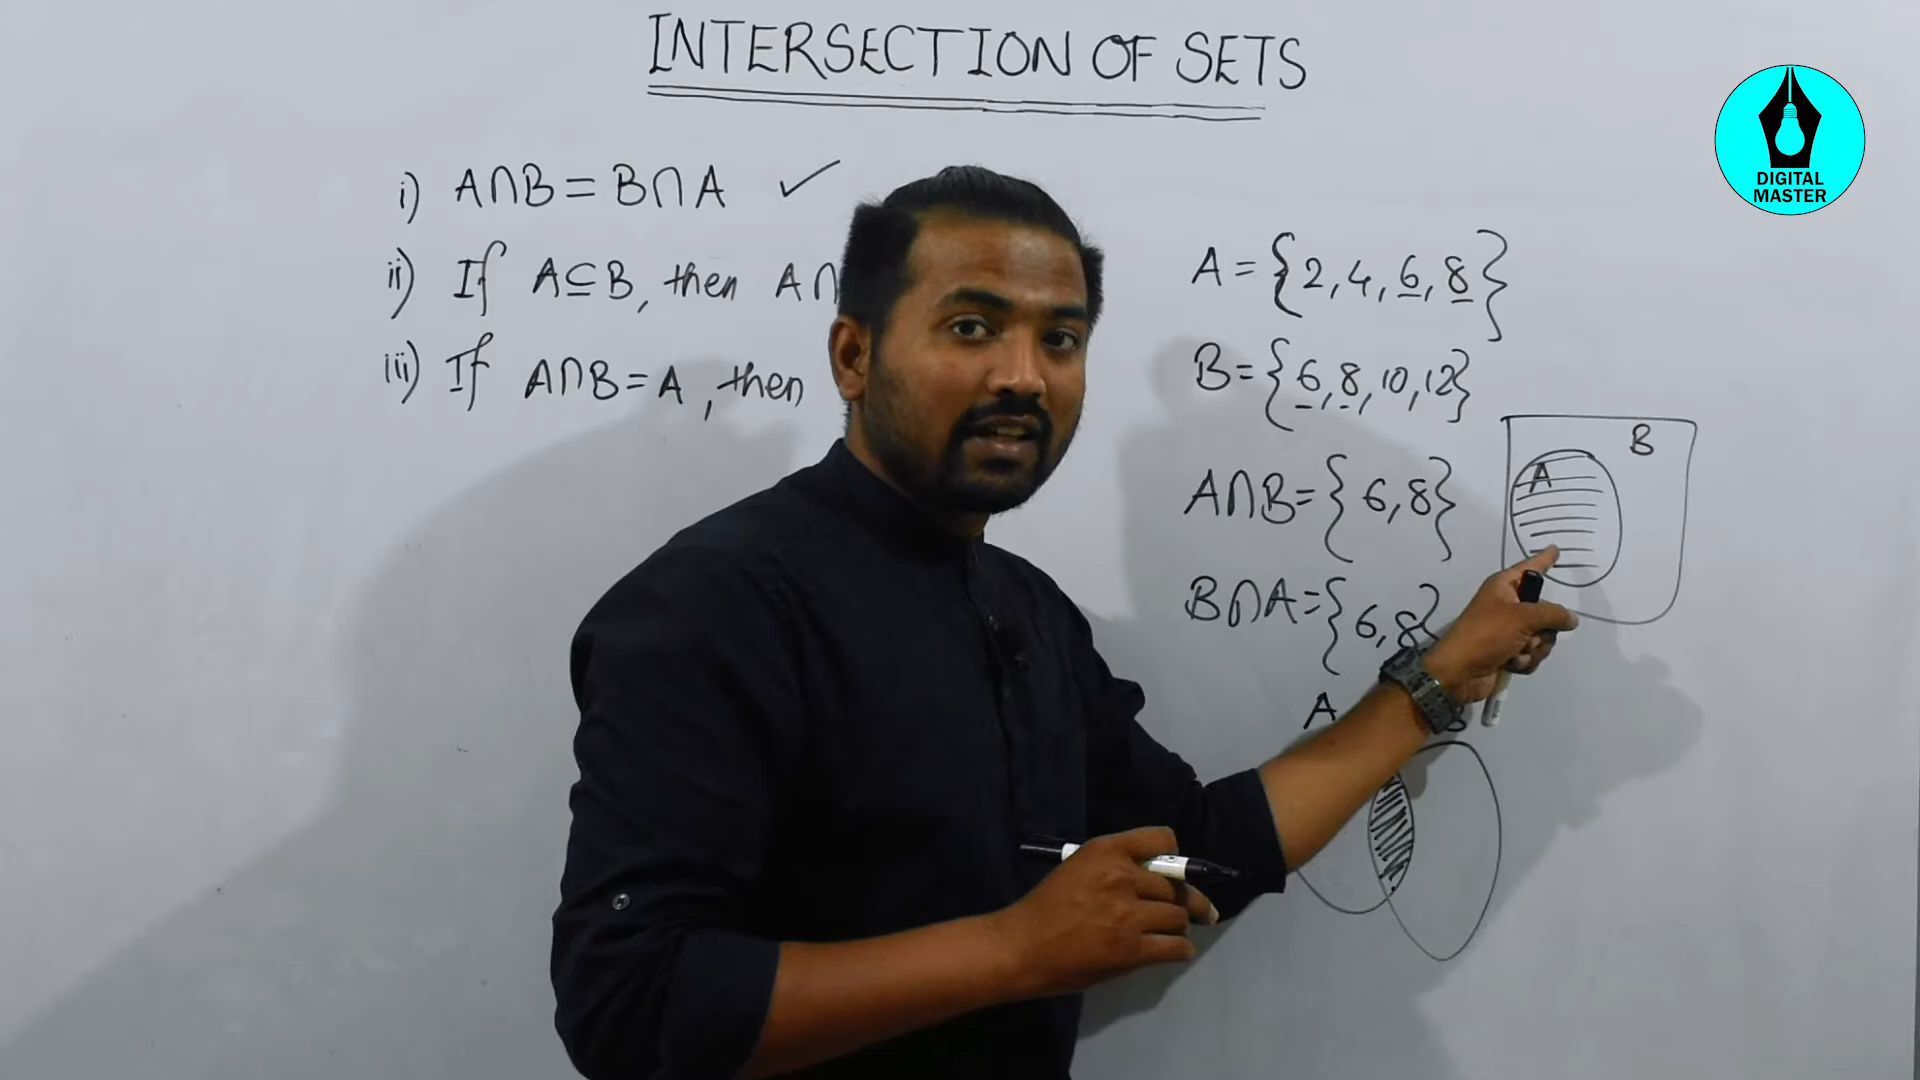 INTERSECTION OF SETS
i) A∩B = B∩A ✓
ii) If A⊆B, then A∩
iii) If A∩B = A, then
A = {2, 4, 6, 8}
B = {6, 8, 10, 12}
A∩B = {6, 8}
B∩A = {6, 8}
A B
B
A
DIGITAL
MASTER